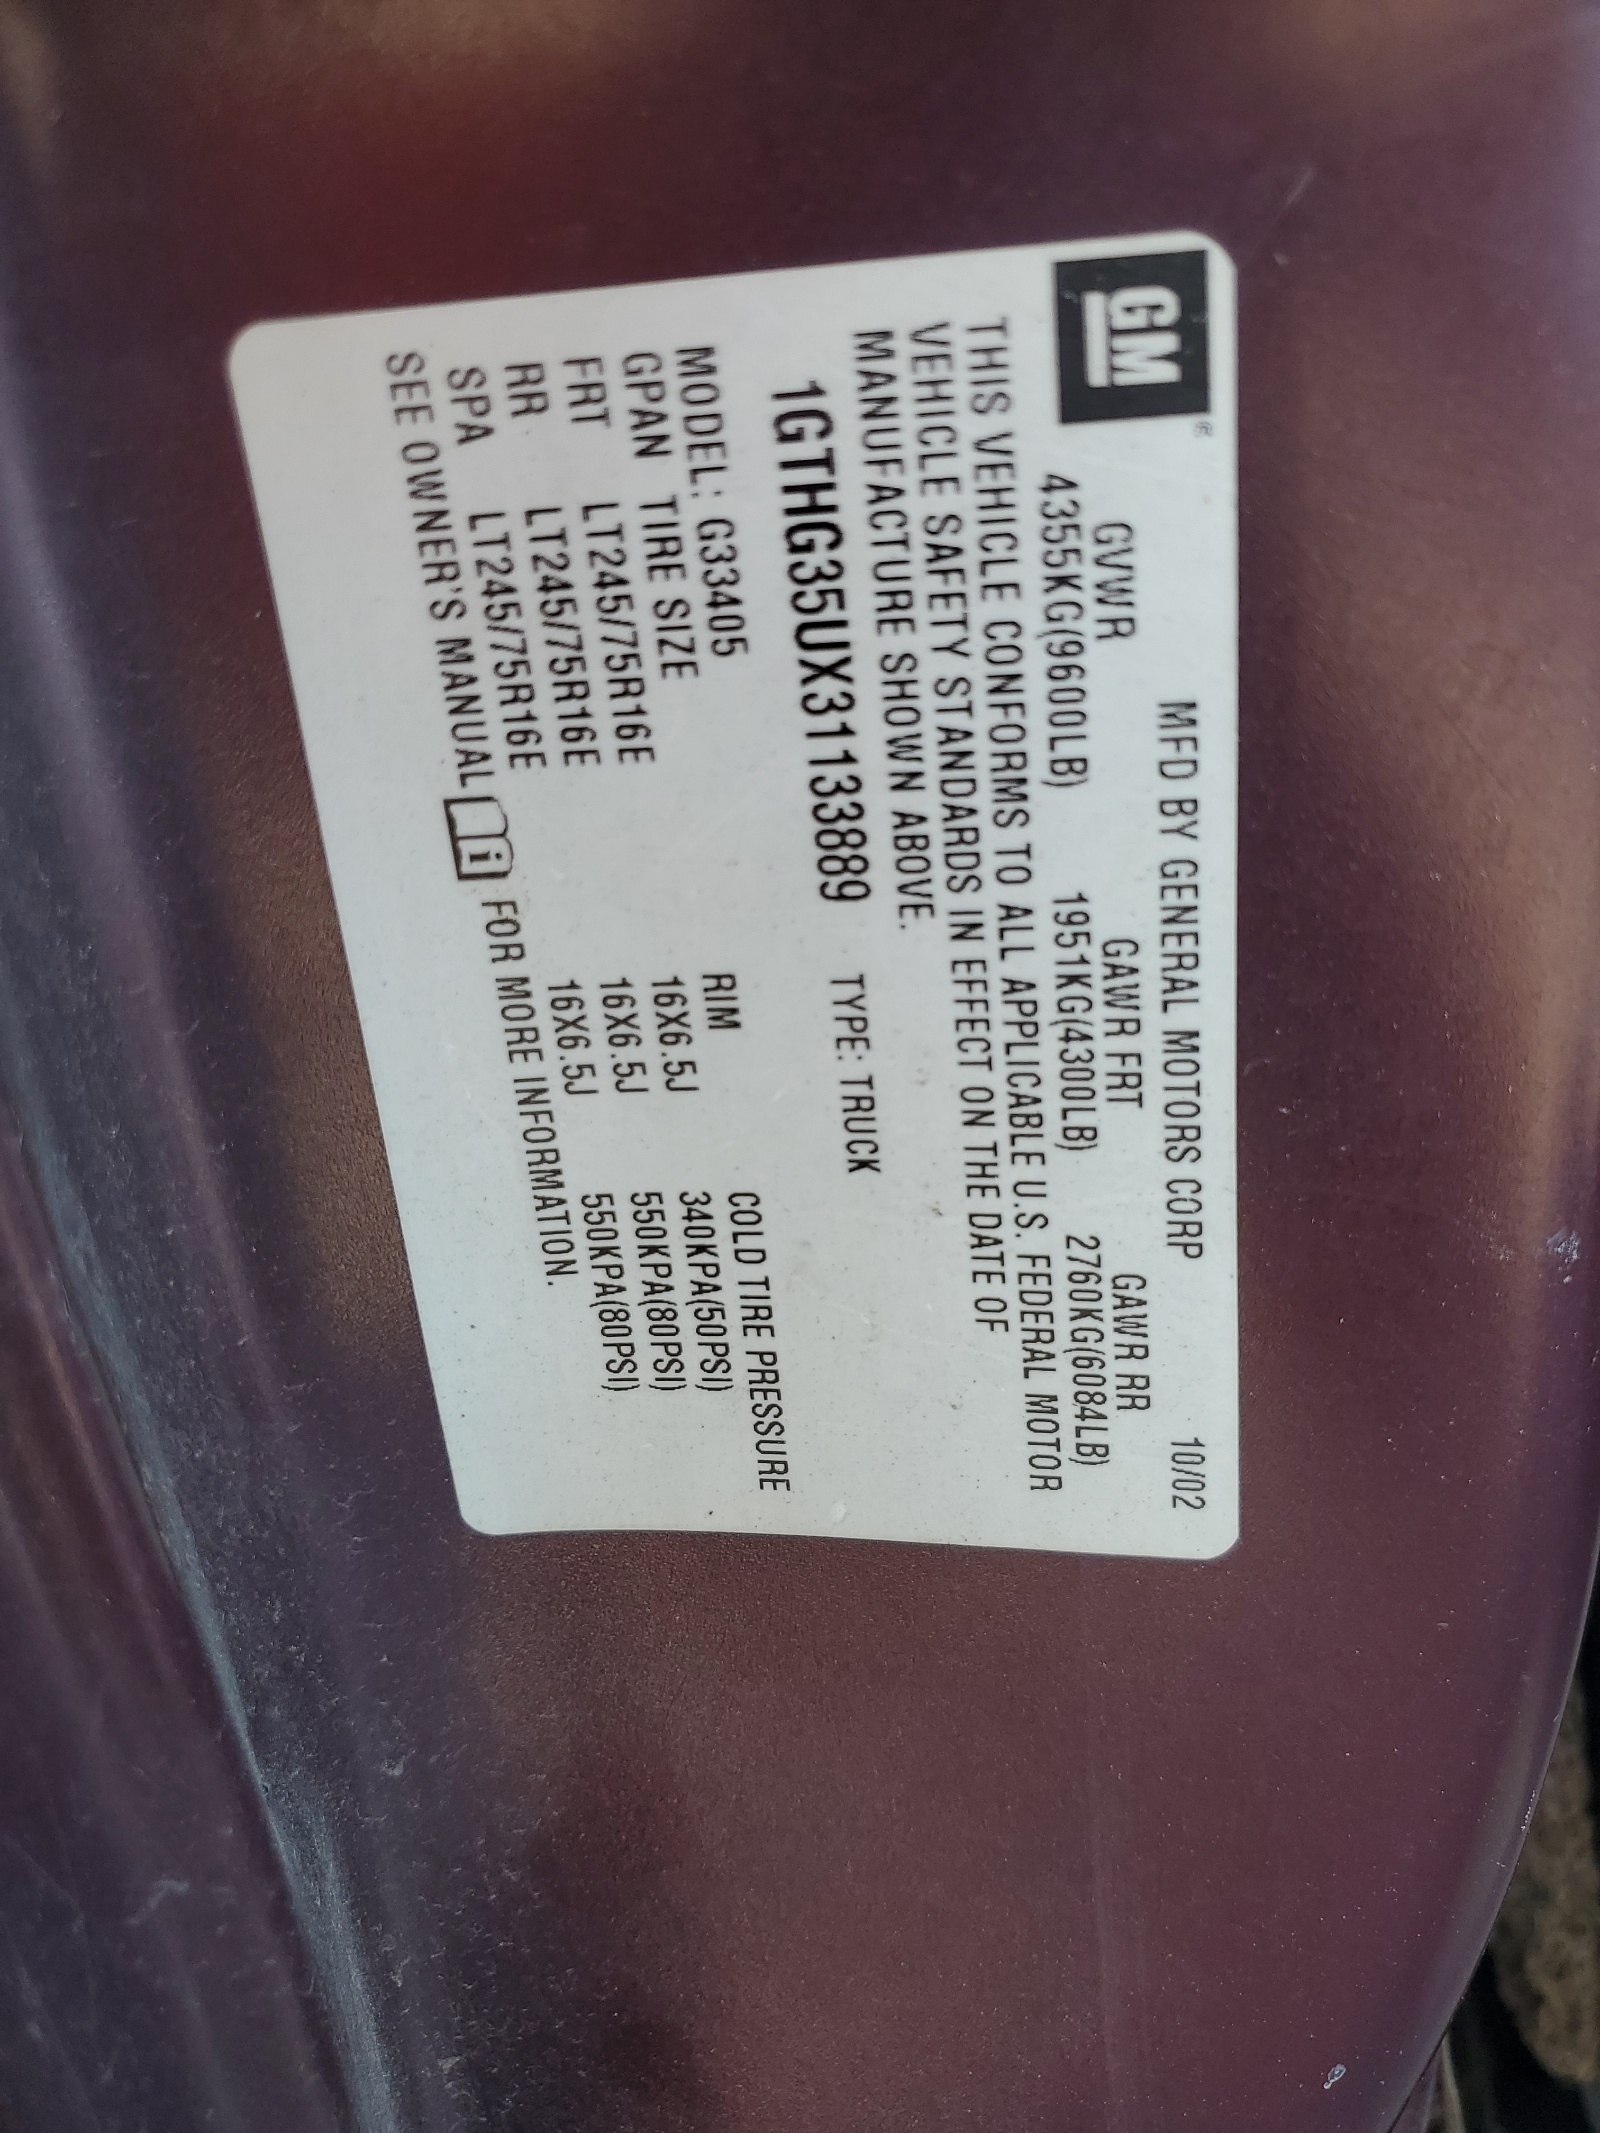 GM®
MFD BY GENERAL MOTORS CORP 10/02
GVWR GAWR FRT GAWR RR
4355KG(9600LB) 1951KG(4300LB) 2760KG(6084LB)
THIS VEHICLE CONFORMS TO ALL APPLICABLE U.S. FEDERAL MOTOR
VEHICLE SAFETY STANDARDS IN EFFECT ON THE DATE OF
MANUFACTURE SHOWN ABOVE.
1GTHG35UX31133889 TYPE: TRUCK
MODEL: G33405
GPAN TIRE SIZE RIM COLD TIRE PRESSURE
FRT LT245/75R16E 16X6.5J 340KPA(50PSI)
RR LT245/75R16E 16X6.5J 550KPA(80PSI)
SPA LT245/75R16E 16X6.5J 550KPA(80PSI)
SEE OWNER'S MANUAL i FOR MORE INFORMATION.